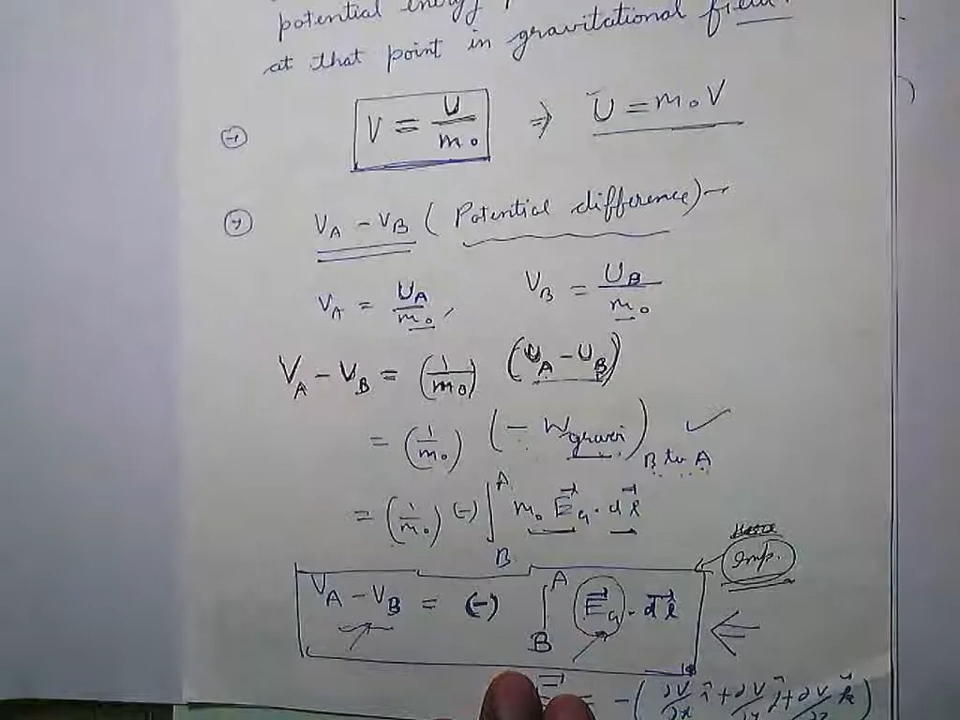 potential energy
at that point in gravitational field.
→ V = U/m₀ ⇒ U = m₀V
→ V_A - V_B (Potential difference)—
V_A = U_A/m₀, V_B = U_B/m₀
V_A - V_B = (1/m₀) (U_A - U_B)
= (1/m₀) (- W_gravi)_B to A ✓
= (1/m₀) (-) ∫_B^A m₀ E⃗_g · dr⃗
Imp.
V_A - V_B = (-) ∫_B^A E⃗_g · dr⃗
= -(∂V/∂x î + ∂V/∂y ĵ + ∂V/∂z k̂)